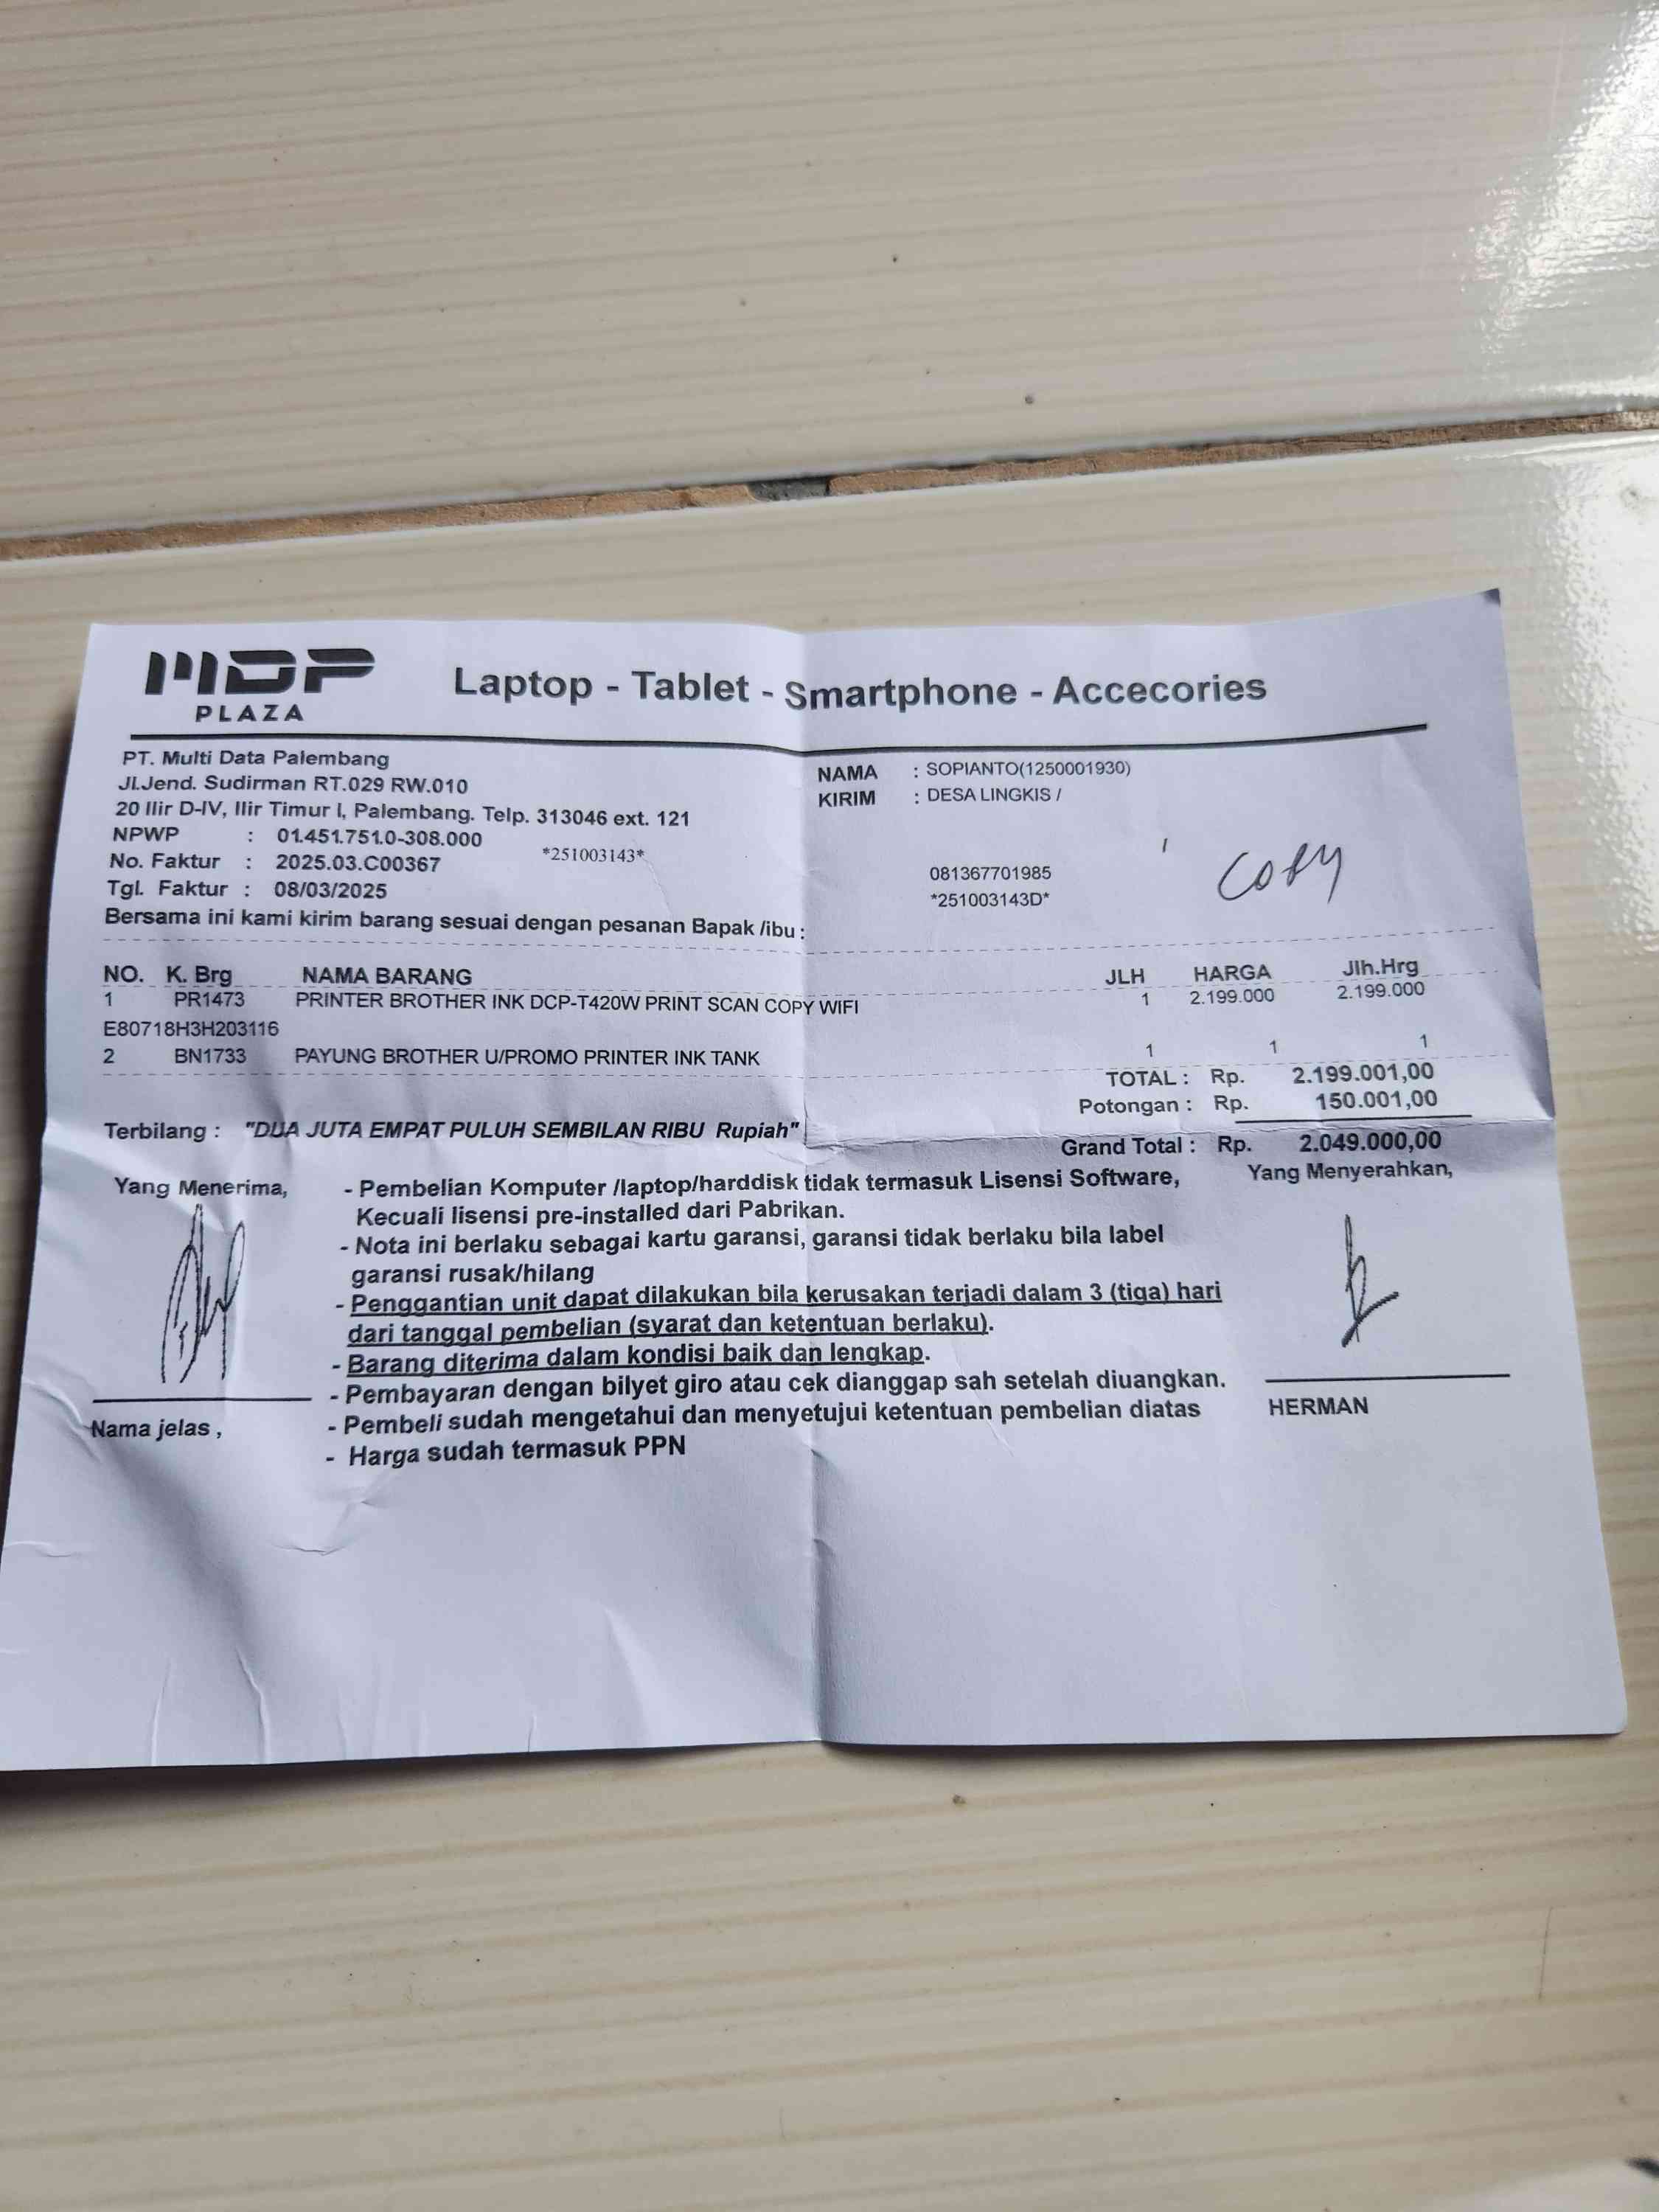 MDP
PLAZA
Laptop - Tablet - Smartphone - Accecories
PT. Multi Data Palembang
Jl.Jend. Sudirman RT.029 RW.010
20 Ilir D-IV, Ilir Timur I, Palembang. Telp. 313046 ext. 121
NPWP : 01.451.751.0-308.000
No. Faktur : 2025.03.C00367 *251003143*
Tgl. Faktur : 08/03/2025
Bersama ini kami kirim barang sesuai dengan pesanan Bapak /ibu :
NAMA : SOPIANTO(1250001930)
KIRIM : DESA LINGKIS /
081367701985
*251003143D*
Copy
NO. K. Brg NAMA BARANG JLH HARGA Jlh.Hrg
1 PR1473 PRINTER BROTHER INK DCP-T420W PRINT SCAN COPY WIFI 1 2.199.000 2.199.000
E80718H3H203116
2 BN1733 PAYUNG BROTHER U/PROMO PRINTER INK TANK 1 1 1
TOTAL : Rp. 2.199.001,00
Potongan : Rp. 150.001,00
Terbilang : "DUA JUTA EMPAT PULUH SEMBILAN RIBU Rupiah"
Grand Total : Rp. 2.049.000,00
Yang Menerima,
- Pembelian Komputer /laptop/harddisk tidak termasuk Lisensi Software,
Kecuali lisensi pre-installed dari Pabrikan.
- Nota ini berlaku sebagai kartu garansi, garansi tidak berlaku bila label
garansi rusak/hilang
- Penggantian unit dapat dilakukan bila kerusakan terjadi dalam 3 (tiga) hari
dari tanggal pembelian (syarat dan ketentuan berlaku).
- Barang diterima dalam kondisi baik dan lengkap.
- Pembayaran dengan bilyet giro atau cek dianggap sah setelah diuangkan.
- Pembeli sudah mengetahui dan menyetujui ketentuan pembelian diatas
- Harga sudah termasuk PPN
Nama jelas ,
Yang Menyerahkan,
HERMAN